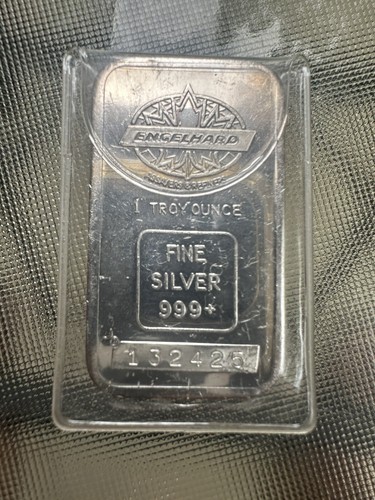 ENGELHARD
1 TROY OUNCE
FINE
SILVER
999+
132425